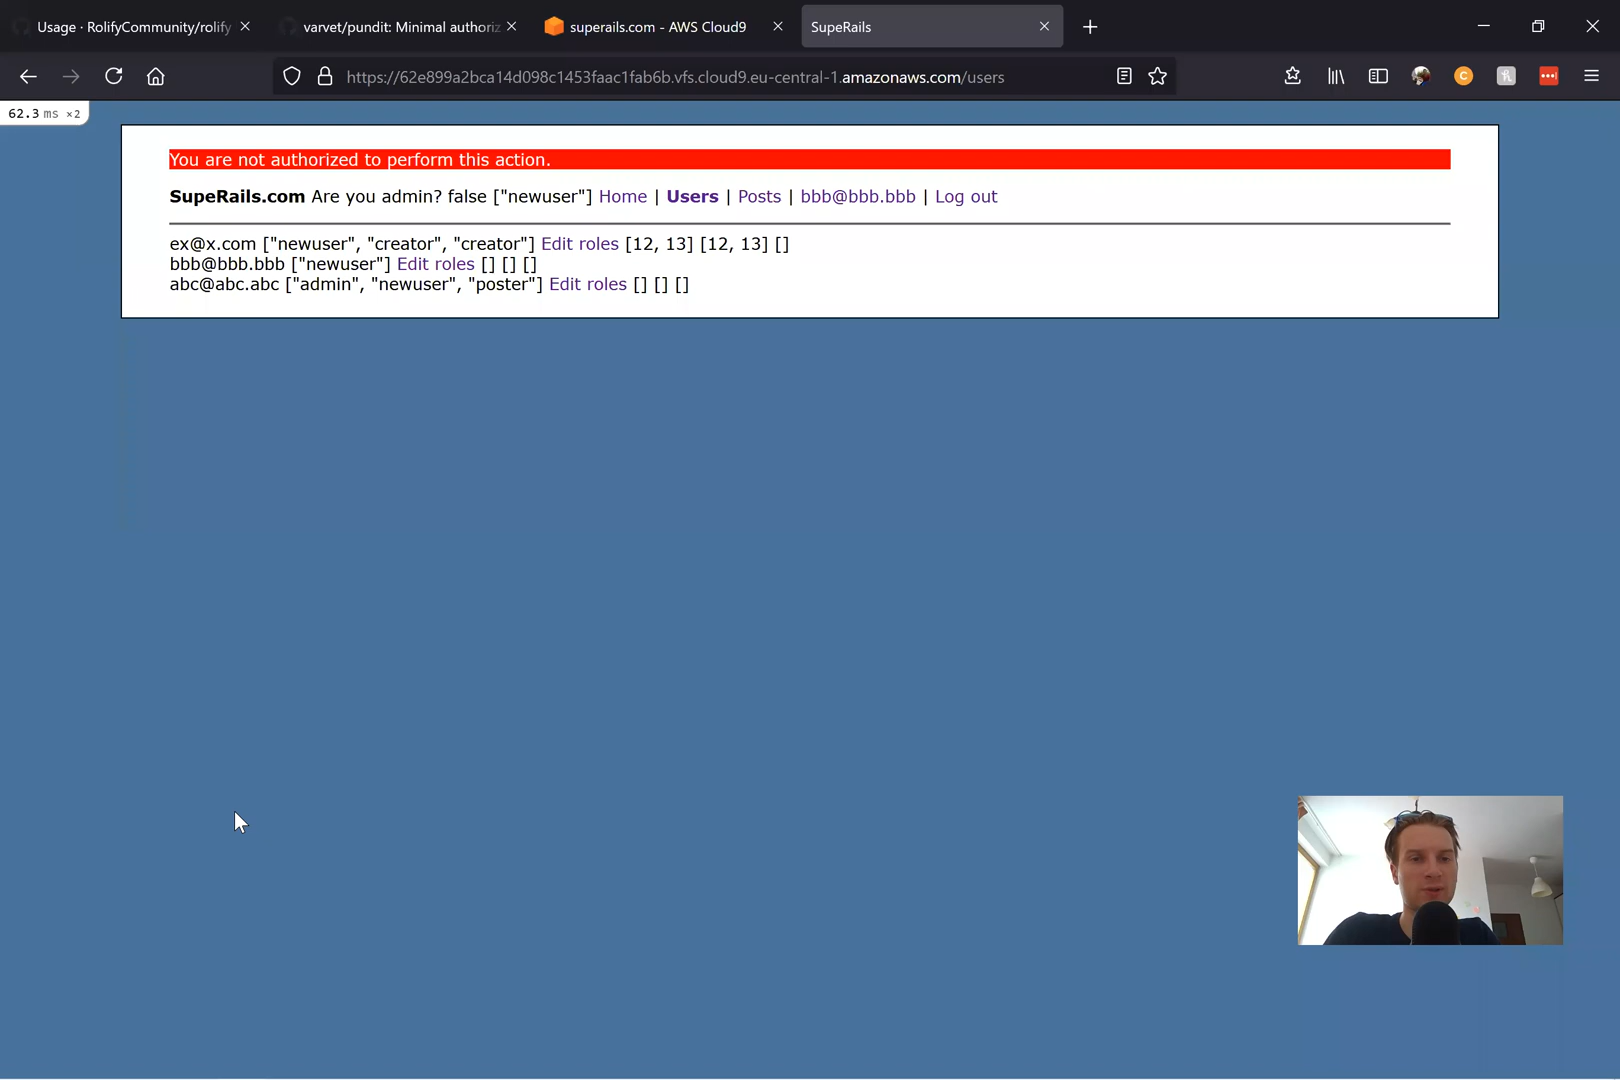 Usage · RolifyCommunity/rolify
varvet/pundit: Minimal authoriz
superails.com - AWS Cloud9
SupeRails
https://62e899a2bca14d098c1453faac1fab6b.vfs.cloud9.eu-central-1.amazonaws.com/users
62.3 ms ×2
You are not authorized to perform this action.
SupeRails.com Are you admin? false ["newuser"] Home | Users | Posts | bbb@bbb.bbb | Log out
ex@x.com ["newuser", "creator", "creator"] Edit roles [12, 13] [12, 13] []
bbb@bbb.bbb ["newuser"] Edit roles [] [] []
abc@abc.abc ["admin", "newuser", "poster"] Edit roles [] [] []